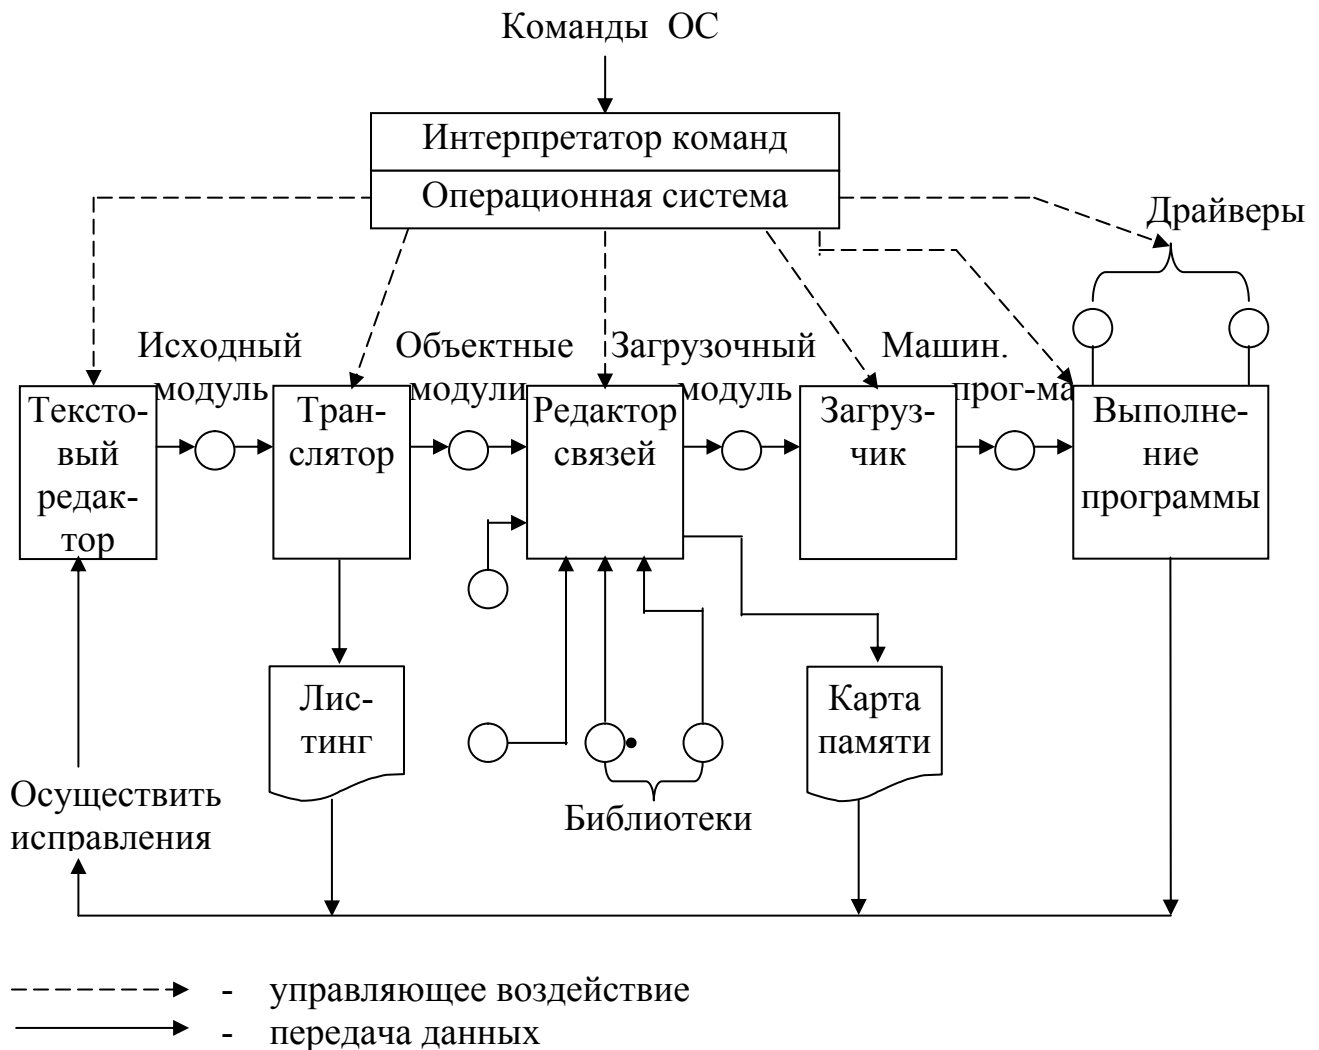 Команды ОС
Интерпретатор команд
Операционная система
Драйверы
Исходный
модуль
Объектные
модули
Загрузочный
модуль
Машин.
прог-ма
Тексто-
вый
редак-
тор
Тран-
слятор
Редактор
связей
Загруз-
чик
Выполне-
ние
программы
Лис-
тинг
Карта
памяти
Осуществить
исправления
Библиотеки
- управляющее воздействие
- передача данных